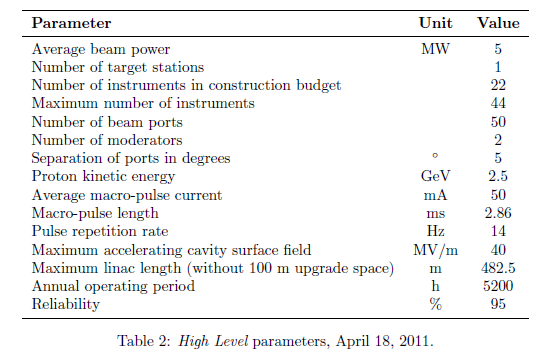 Parameter Unit Value
Average beam power MW 5
Number of target stations 1
Number of instruments in construction budget 22
Maximum number of instruments 44
Number of beam ports 50
Number of moderators 2
Separation of ports in degrees ° 5
Proton kinetic energy GeV 2.5
Average macro-pulse current mA 50
Macro-pulse length ms 2.86
Pulse repetition rate Hz 14
Maximum accelerating cavity surface field MV/m 40
Maximum linac length (without 100 m upgrade space) m 482.5
Annual operating period h 5200
Reliability % 95
Table 2: High Level parameters, April 18, 2011.